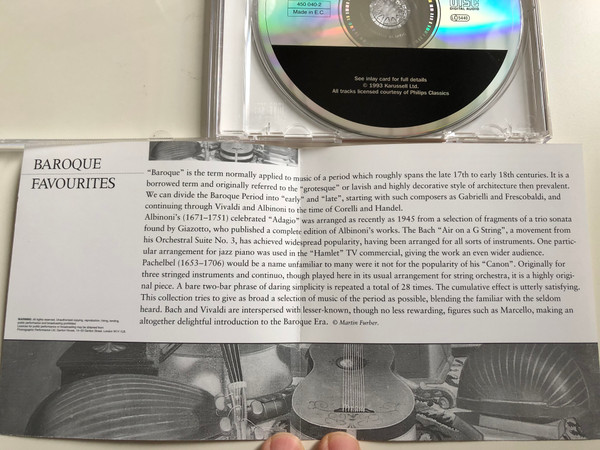 450 040-2
Made in E.C.
DISC
DIGITAL AUDIO
See inlay card for full details
© 1993 Karussell Ltd.
All tracks licensed courtesy of Philips Classics
BAROQUE
FAVOURITES
"Baroque" is the term normally applied to music of a period which roughly spans the late 17th to early 18th centuries. It is a
borrowed term and originally referred to the "grotesque" or lavish and highly decorative style of architecture then prevalent.
We can divide the Baroque Period into "early" and "late", starting with such composers as Gabrielli and Frescobaldi, and
continuing through Vivaldi and Albinoni to the time of Corelli and Handel.
Albinoni's (1671–1751) celebrated "Adagio" was arranged as recently as 1945 from a selection of fragments of a trio sonata
found by Giazotto, who published a complete edition of Albinoni's works. The Bach "Air on a G String", a movement from
his Orchestral Suite No. 3, has achieved widespread popularity, having been arranged for all sorts of instruments. One partic-
ular arrangement for jazz piano was used in the "Hamlet" TV commercial, giving the work an even wider audience.
Pachelbel (1653–1706) would be a name unfamiliar to many were it not for the popularity of his "Canon". Originally for
three stringed instruments and continuo, though played here in its usual arrangement for string orchestra, it is a highly origi-
nal piece. A bare two-bar phrase of daring simplicity is repeated a total of 28 times. The cumulative effect is utterly satisfying.
This collection tries to give as broad a selection of music of the period as possible, blending the familiar with the seldom
heard. Bach and Vivaldi are interspersed with lesser-known, though no less rewarding, figures such as Marcello, making an
altogether delightful introduction to the Baroque Era. © Martin Furber.